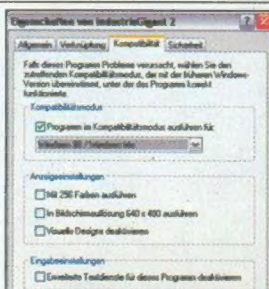 Eigenschaften von IndustrieGigant 2
Allgemein Verknüpfung Kompatibilität Sicherheit
Falls dieses Programm Probleme verursacht, wählen Sie den
zutreffenden Kompatibilitätsmodus, der mit der früheren Windows-
Version übereinstimmt, unter der das Programm korrekt
funktionierte.
Kompatibilitätsmodus
Programm im Kompatibilitätsmodus ausführen für:
Windows 98 / Windows Me
Anzeigeeinstellungen
Mit 256 Farben ausführen
In Bildschirmauflösung 640 x 480 ausführen
Visuelle Designs deaktivieren
Eingabeeinstellungen
Erweiterte Textdienste für dieses Programm deaktivieren